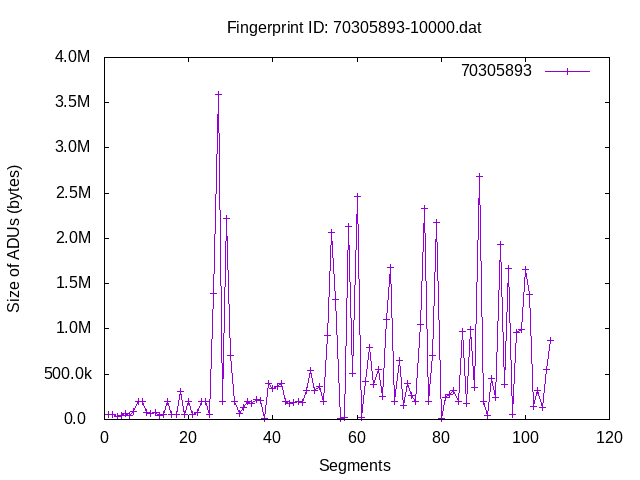 Fingerprint ID: 70305893-10000.dat
70305893
4.0M
3.5M
3.0M
2.5M
2.0M
1.5M
1.0M
500.0k
0.0
Size of ADUs (bytes)
0 20 40 60 80 100 120
Segments